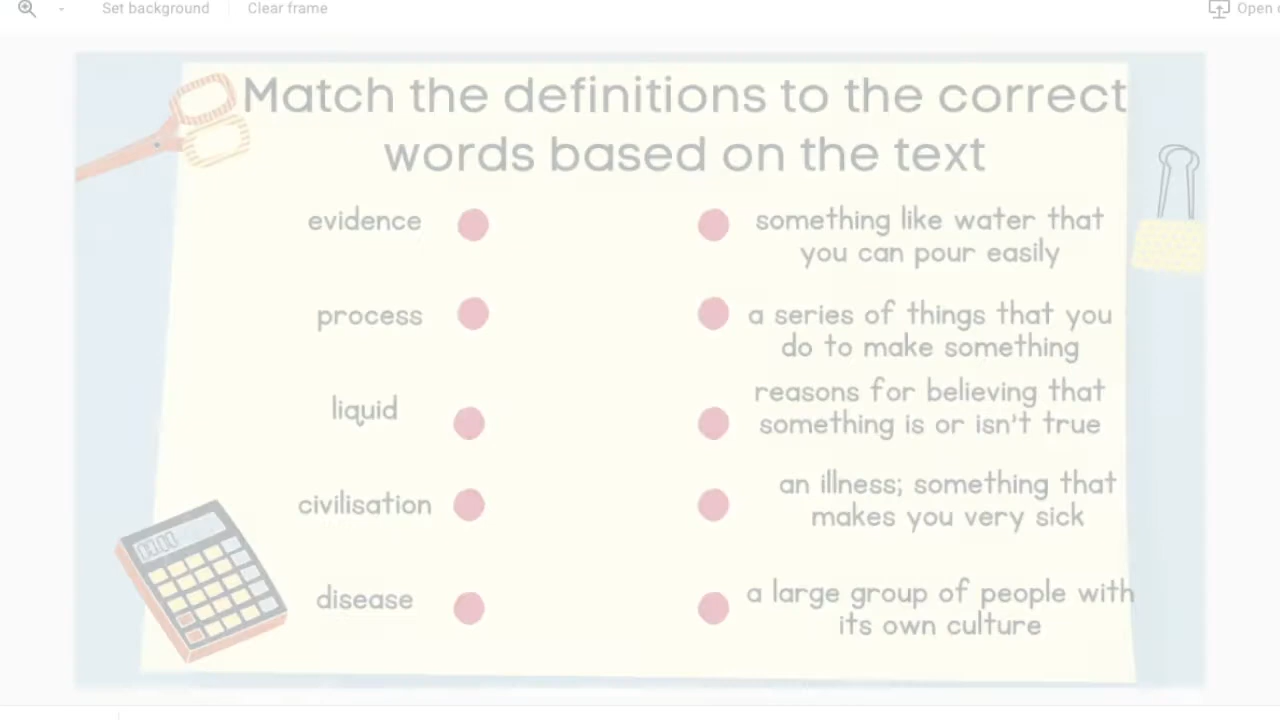 Set background
Clear frame
Open
Match the definitions to the correct
words based on the text
evidence
something like water that
you can pour easily
process
a series of things that you
do to make something
liquid
reasons for believing that
something is or isn't true
civilisation
an illness; something that
makes you very sick
disease
a large group of people with
its own culture